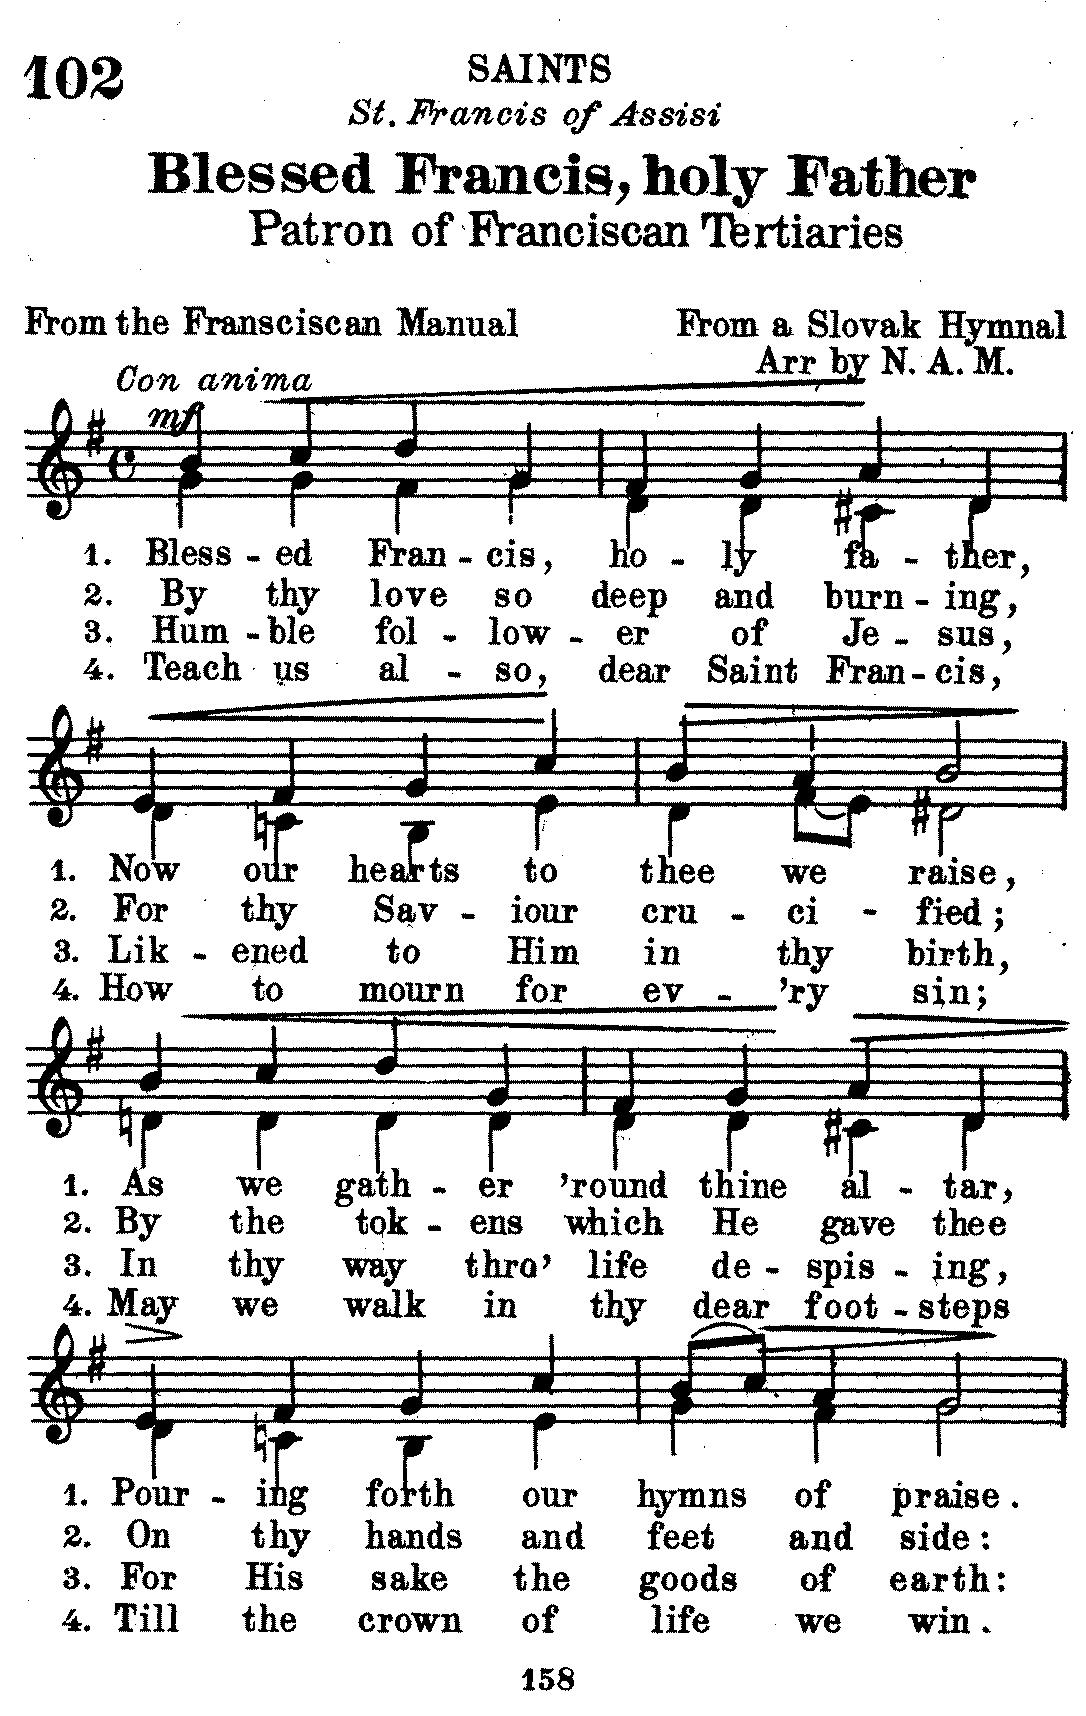 102
SAINTS
St. Francis of Assisi
Blessed Francis, holy Father
Patron of Franciscan Tertiaries
From the Fransciscan Manual
From a Slovak Hymnal
Arr by N. A. M.
Con anima
mf
1. Bless - ed Fran - cis, ho - ly fa - ther,
2. By thy love so deep and burn - ing,
3. Hum - ble fol - low - er of Je - sus,
4. Teach us al - so, dear Saint Fran - cis,
1. Now our hearts to thee we raise,
2. For thy Sav - iour cru - ci - fied;
3. Lik - ened to Him in thy birth,
4. How to mourn for ev - 'ry sin;
1. As we gath - er 'round thine al - tar,
2. By the tok - ens which He gave thee
3. In thy way thro' life de - spis - ing,
4. May we walk in thy dear foot - steps
1. Pour - ing forth our hymns of praise.
2. On thy hands and feet and side:
3. For His sake the goods of earth:
4. Till the crown of life we win.
158